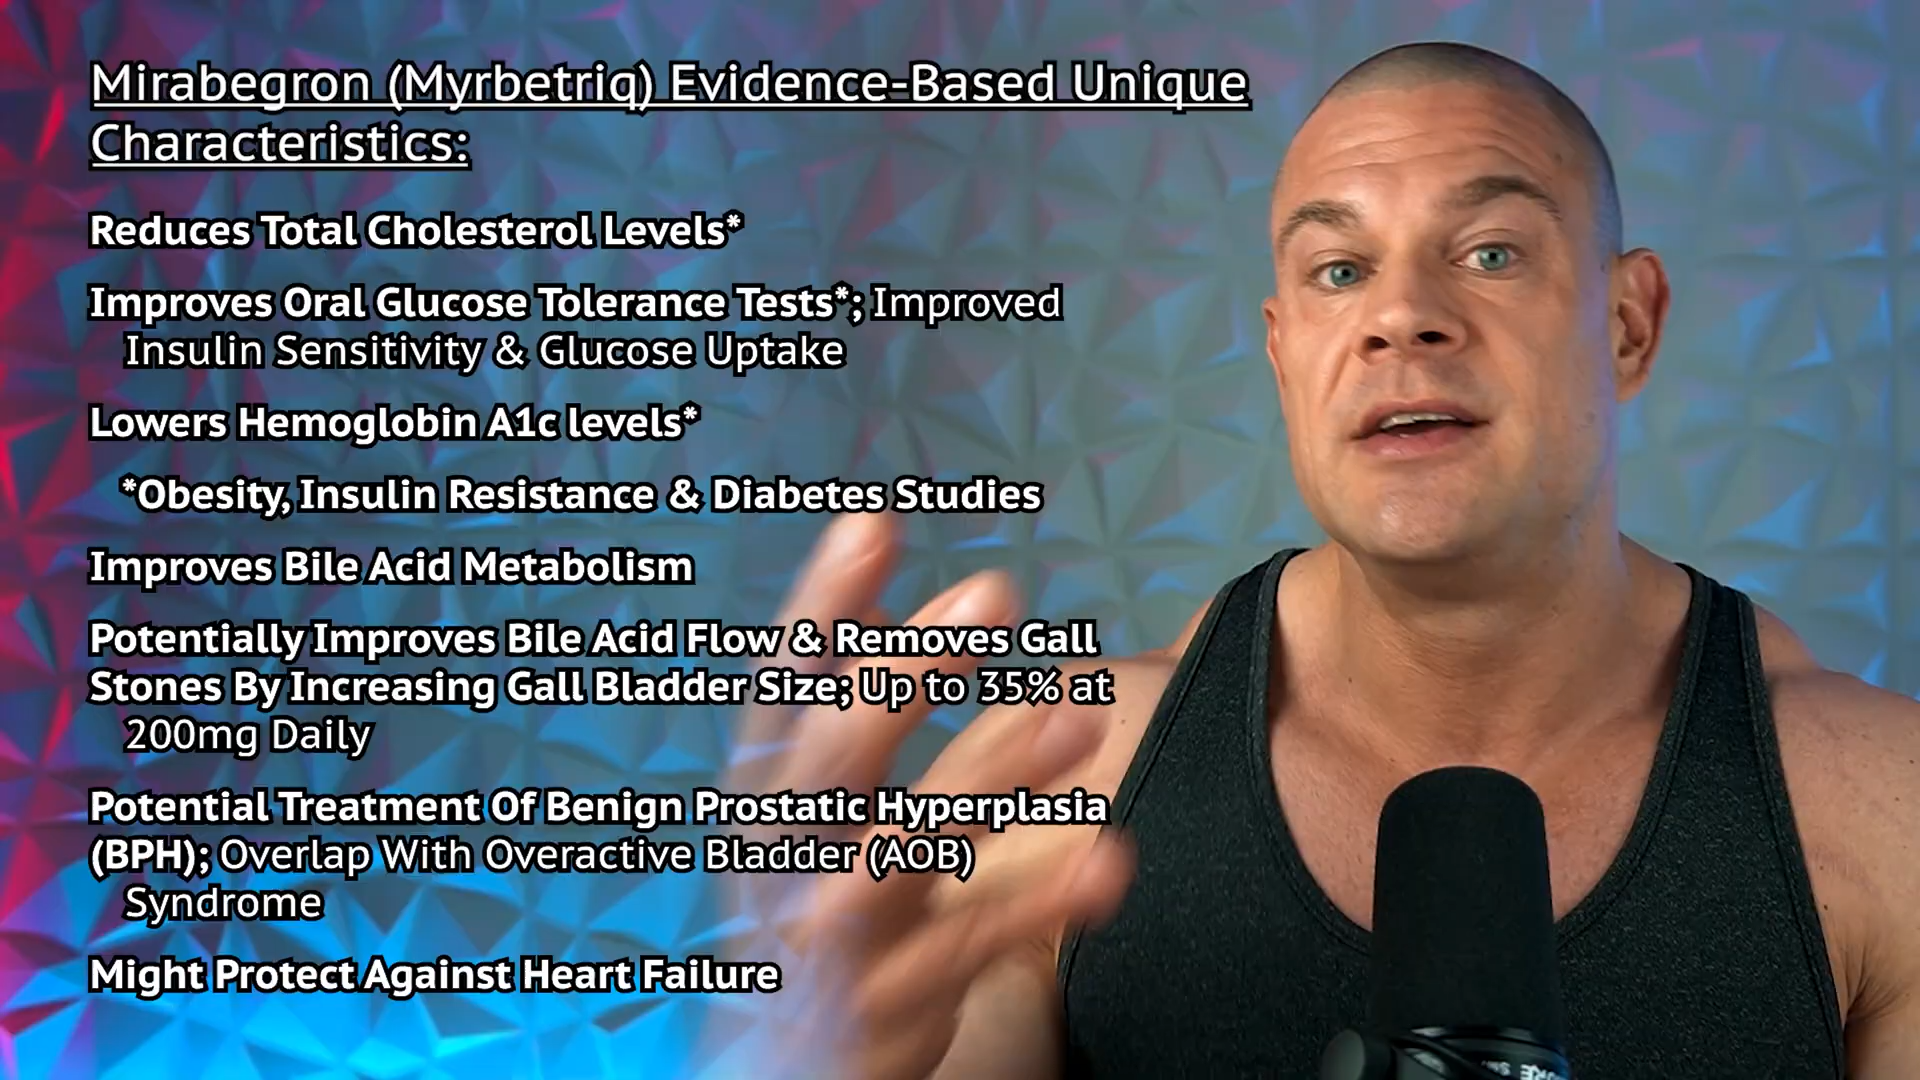 Mirabegron (Myrbetriq) Evidence-Based Unique
Characteristics:
Reduces Total Cholesterol Levels*
Improves Oral Glucose Tolerance Tests*; Improved
Insulin Sensitivity & Glucose Uptake
Lowers Hemoglobin A1c levels*
*Obesity, Insulin Resistance & Diabetes Studies
Improves Bile Acid Metabolism
Potentially Improves Bile Acid Flow & Removes Gall
Stones By Increasing Gall Bladder Size; Up to 35% at
200mg Daily
Potential Treatment Of Benign Prostatic Hyperplasia
(BPH); Overlap With Overactive Bladder (AOB)
Syndrome
Might Protect Against Heart Failure